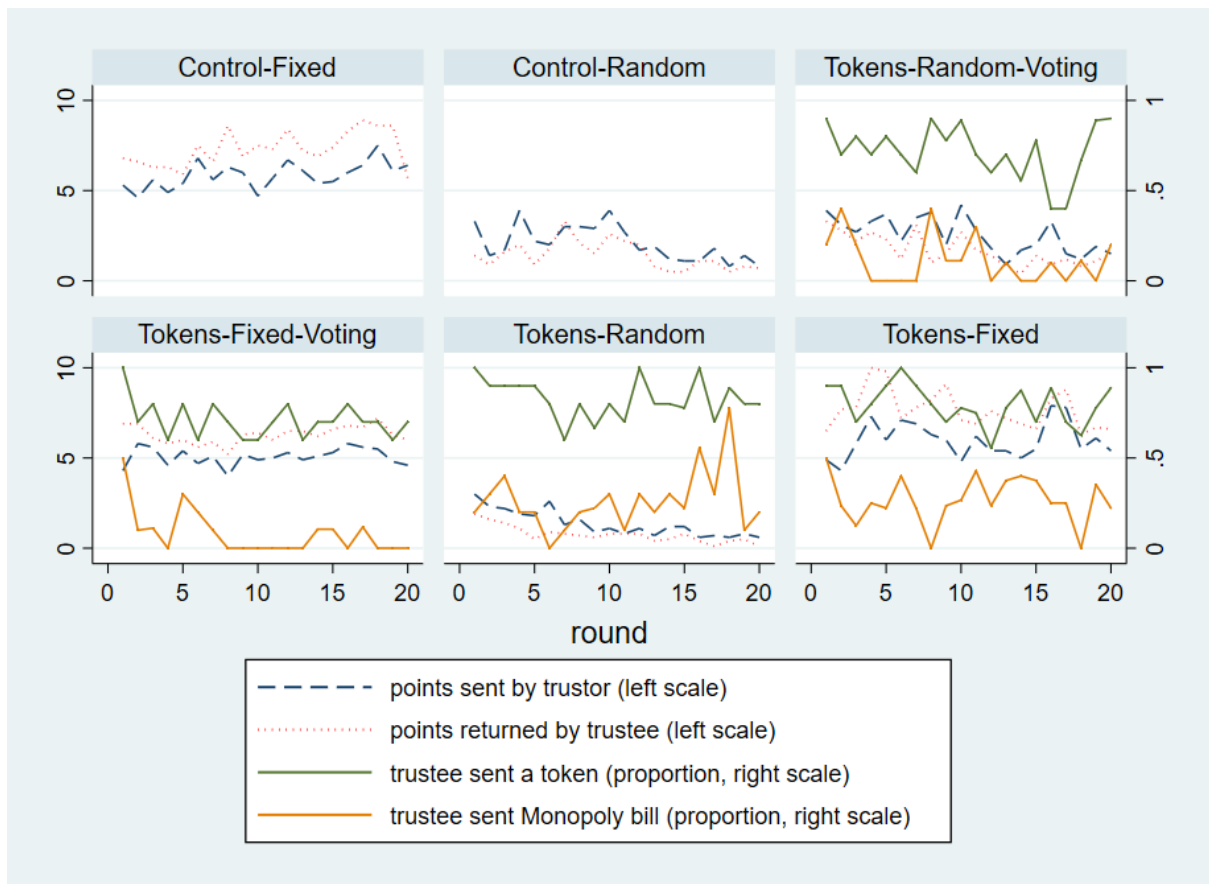 Control-Fixed
Control-Random
Tokens-Random-Voting
10
5
0
1
.5
0
Tokens-Fixed-Voting
Tokens-Random
Tokens-Fixed
10
5
0
1
.5
0
0 5 10 15 20
0 5 10 15 20
0 5 10 15 20
round
points sent by trustor (left scale)
points returned by trustee (left scale)
trustee sent a token (proportion, right scale)
trustee sent Monopoly bill (proportion, right scale)